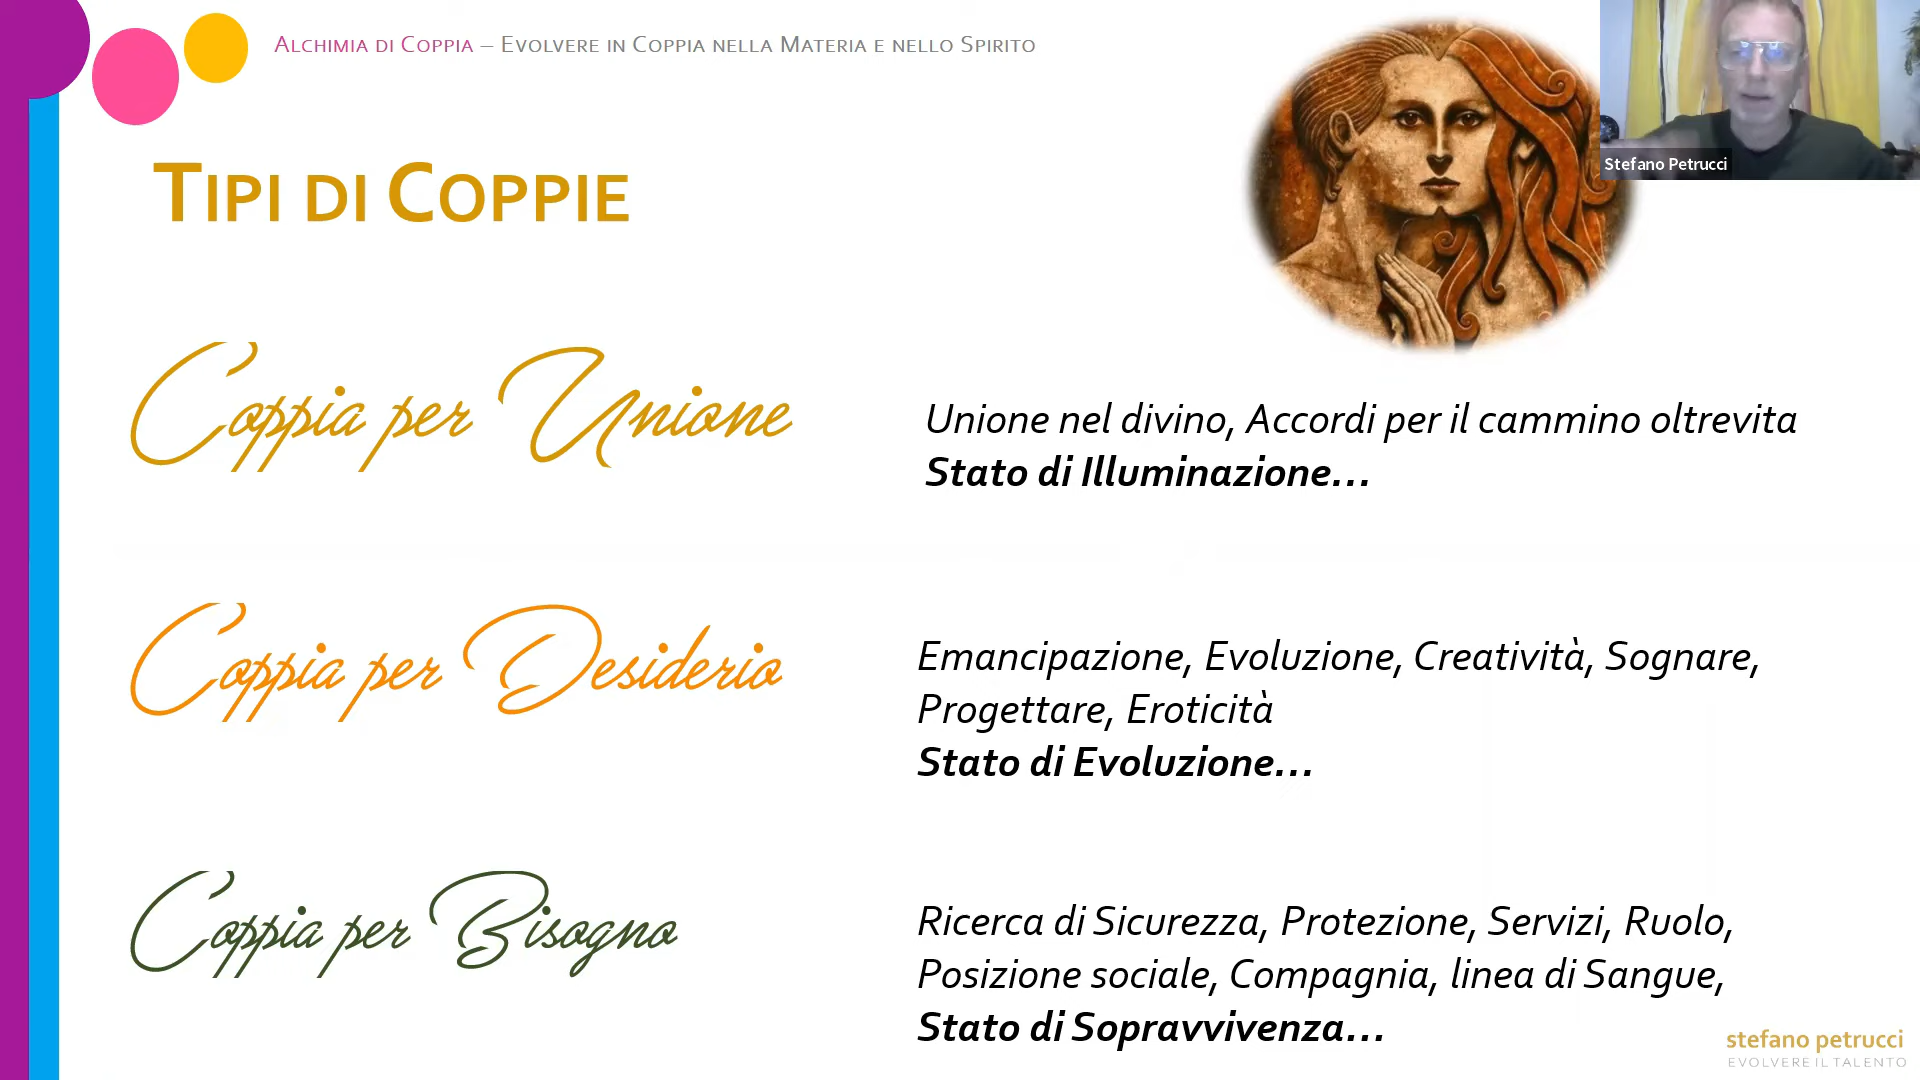 Alchimia di Coppia – Evolvere in Coppia nella Materia e nello Spirito
Stefano Petrucci
Tipi di Coppie
Coppia per Unione
Unione nel divino, Accordi per il cammino oltrevita
Stato di Illuminazione...
Coppia per Desiderio
Emancipazione, Evoluzione, Creatività, Sognare,
Progettare, Eroticità
Stato di Evoluzione...
Coppia per Bisogno
Ricerca di Sicurezza, Protezione, Servizi, Ruolo,
Posizione sociale, Compagnia, linea di Sangue,
Stato di Sopravvivenza...
stefano petrucci
EVOLVERE IL TALENTO